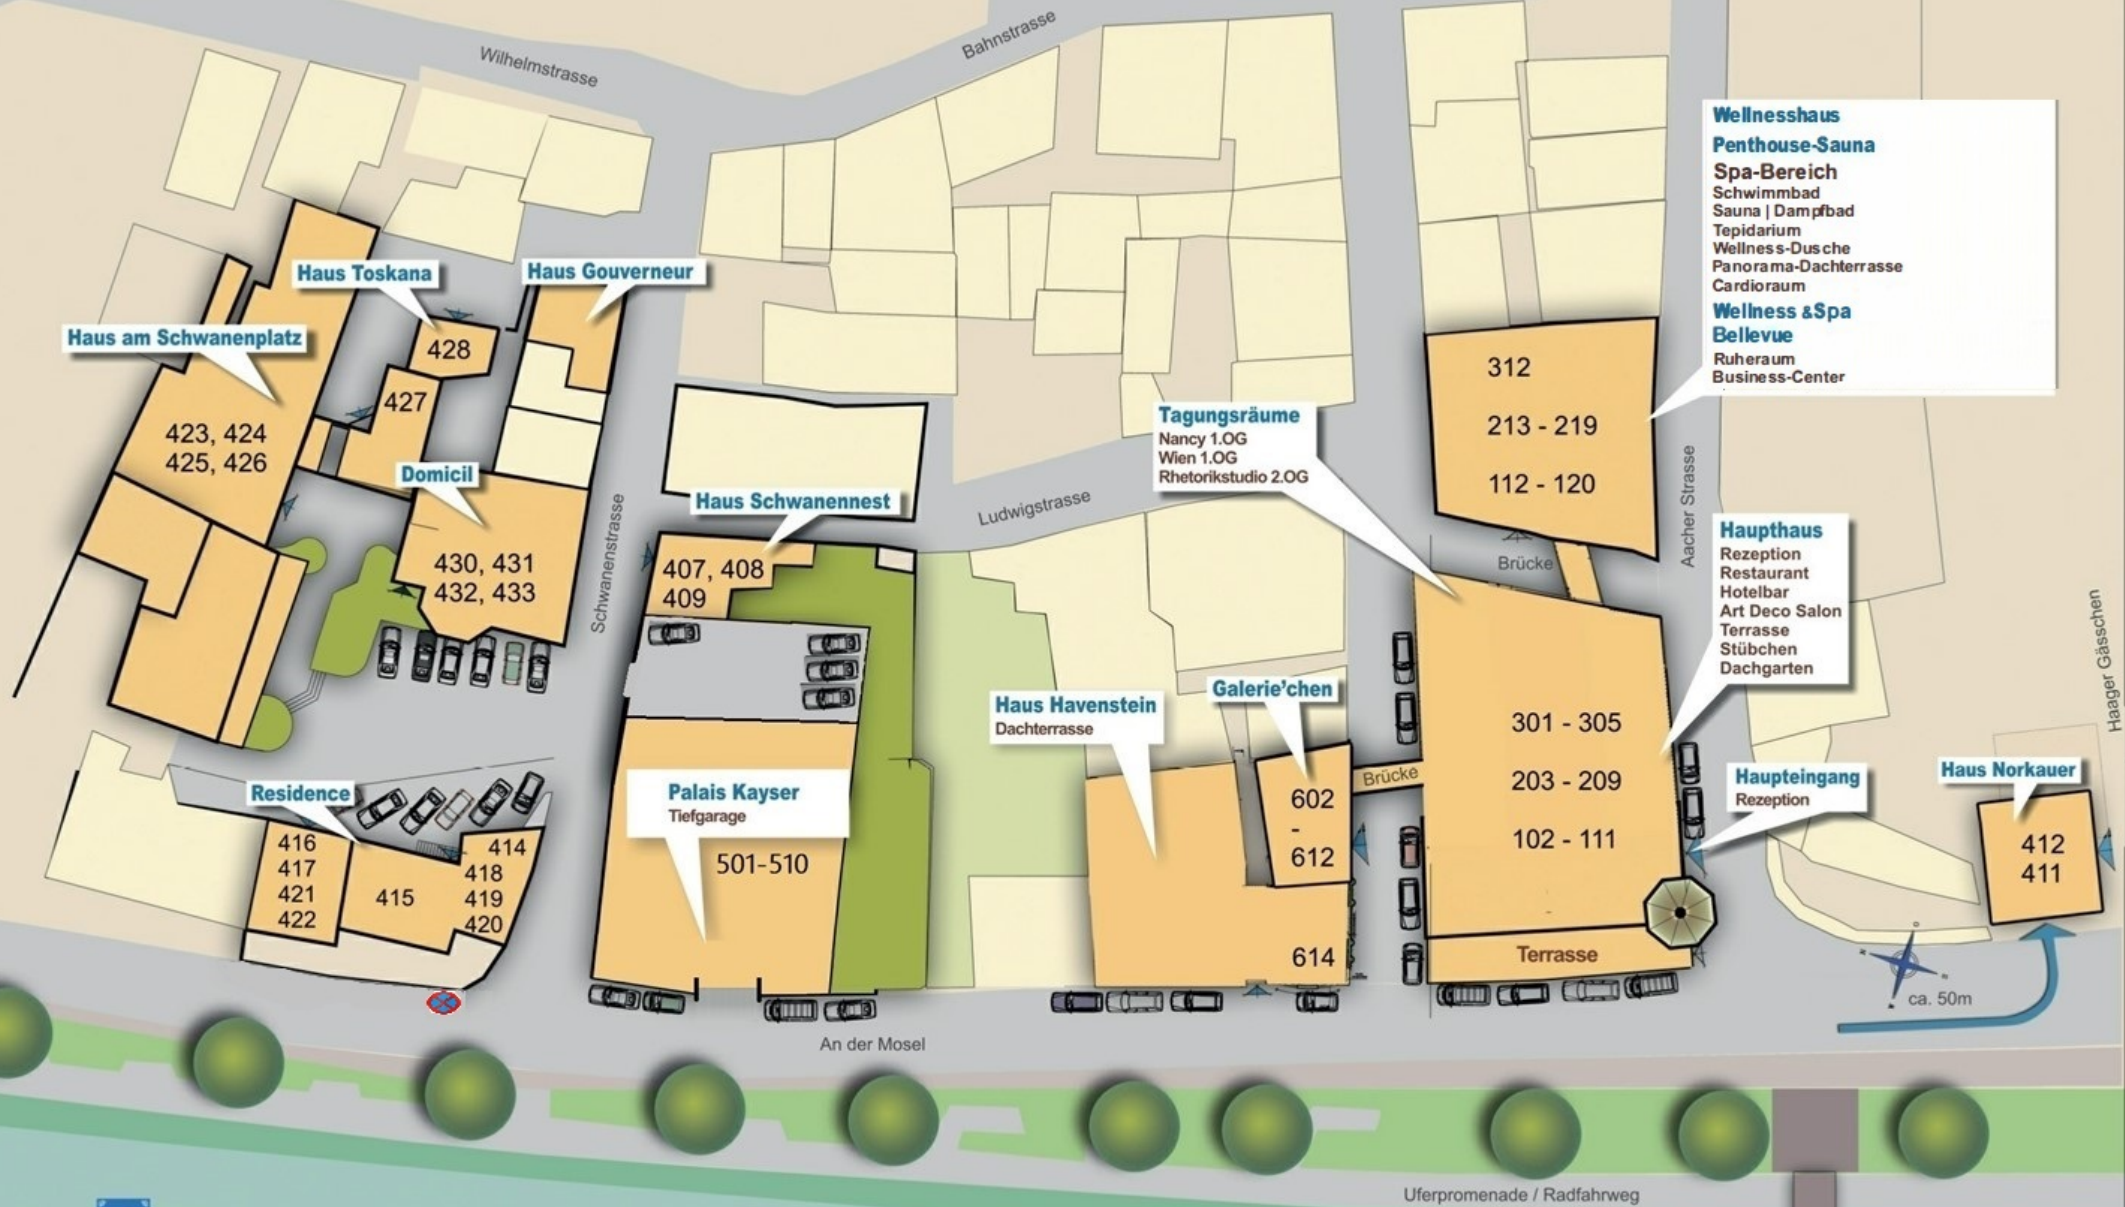 Wilhelmstrasse
Bahnstrasse
Wellnesshaus
Penthouse-Sauna
Spa-Bereich
Schwimmbad
Sauna | Dampfbad
Tepidarium
Wellness-Dusche
Panorama-Dachterrasse
Cardioraum
Wellness &Spa
Bellevue
Ruheraum
Business-Center
Haus Toskana
Haus Gouverneur
Haus am Schwanenplatz
428
427
423, 424
425, 426
Domicil
430, 431
432, 433
Schwanenstrasse
Haus Schwanennest
407, 408
409
Ludwigstrasse
Tagungsräume
Nancy 1.OG
Wien 1.OG
Rhetorikstudio 2.OG
312
213 - 219
112 - 120
Aacher Strasse
Brücke
Haupthaus
Rezeption
Restaurant
Hotelbar
Art Deco Salon
Terrasse
Stübchen
Dachgarten
Haager Gässchen
Haus Havenstein
Dachterrasse
Galerie’chen
602
-
612
614
Brücke
301 - 305
203 - 209
102 - 111
Terrasse
Haupteingang
Rezeption
Haus Norkauer
412
411
Residence
416
417
421
422
415
414
418
419
420
Palais Kayser
Tiefgarage
501-510
An der Mosel
ca. 50m
Uferpromenade / Radfahrweg